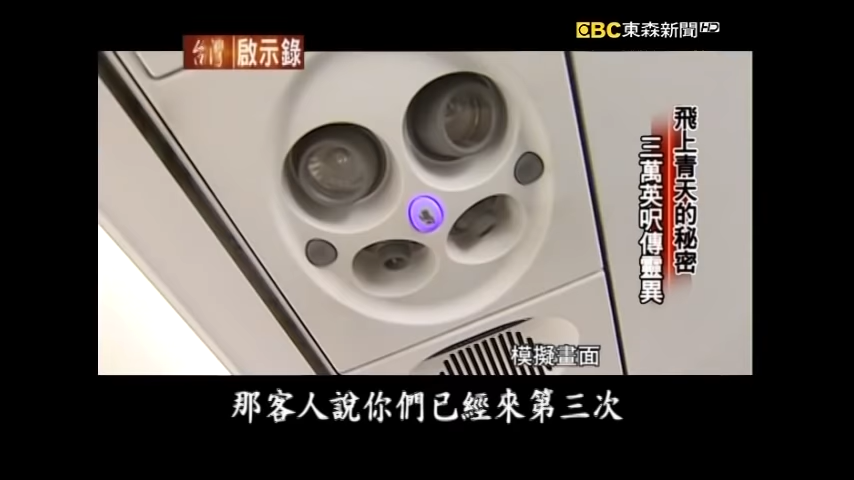 EBC東森新聞HD
台灣啟示錄
飛上青天的秘密
三萬英呎傳靈異
模擬畫面
那客人說你們已經來第三次